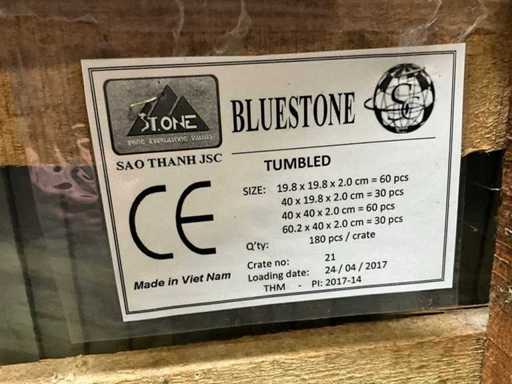 ST.ONE
BLUESTONE
SAO THANH JSC
TUMBLED
SIZE: 19.8 x 19.8 x 2.0 cm = 60 pcs
40 x 19.8 x 2.0 cm = 30 pcs
40 x 40 x 2.0 cm = 60 pcs
60.2 x 40 x 2.0 cm = 30 pcs
Q'ty: 180 pcs / crate
CE
Crate no: 21
Made in Viet Nam
Loading date: 24 / 04 / 2017
THM - PI: 2017-14